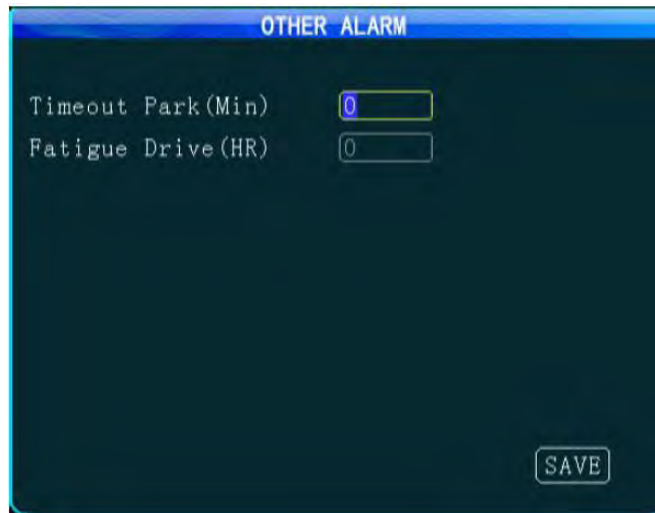 OTHER ALARM
Timeout Park(Min) 0
Fatigue Drive(HR) 0
SAVE